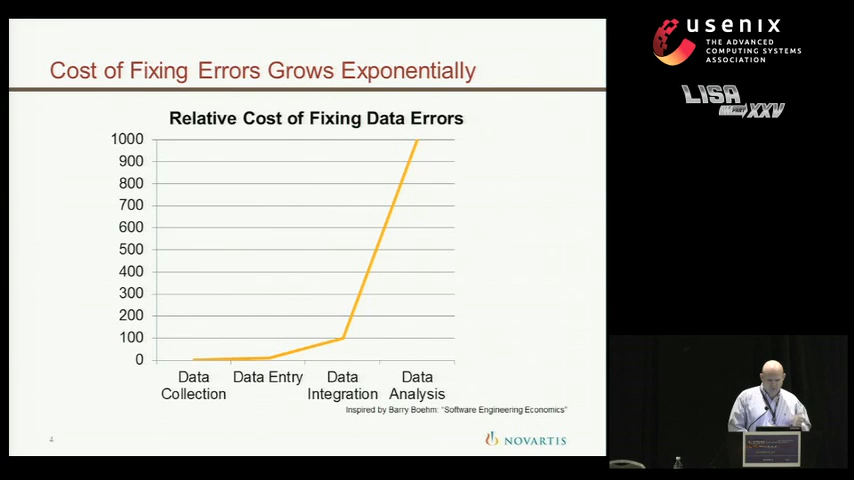 Cost of Fixing Errors Grows Exponentially
Relative Cost of Fixing Data Errors
1000
900
800
700
600
500
400
300
200
100
0
Data Collection
Data Entry
Data Integration
Data Analysis
Inspired by Barry Boehm: "Software Engineering Economics"
4
NOVARTIS
usenix
THE ADVANCED
COMPUTING SYSTEMS
ASSOCIATION
LISA
XXV